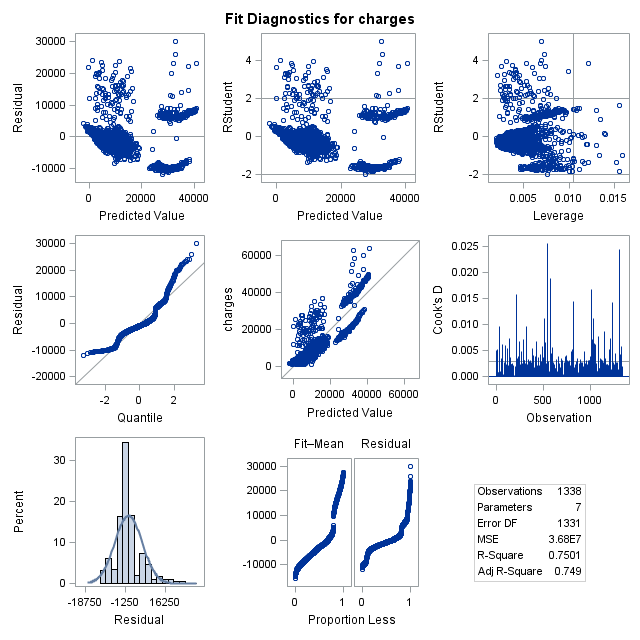 Fit Diagnostics for charges
30000
20000
10000
0
-10000
Residual
0 20000 40000
Predicted Value
4
2
0
-2
RStudent
0 10000 20000 30000 40000
Predicted Value
4
2
0
-2
RStudent
0.005 0.010 0.015
Leverage
30000
20000
10000
0
-10000
-20000
Residual
-2 0 2
Quantile
60000
40000
20000
0
charges
0 20000 40000 60000
Predicted Value
0.025
0.020
0.015
0.010
0.005
0.000
Cook's D
0 500 1000
Observation
30
20
10
0
Percent
-18750 -1250 16250
Residual
Fit–Mean Residual
30000
20000
10000
0
-10000
0 1 0 1
Proportion Less
Observations 1338
Parameters 7
Error DF 1331
MSE 3.68E7
R-Square 0.7501
Adj R-Square 0.749